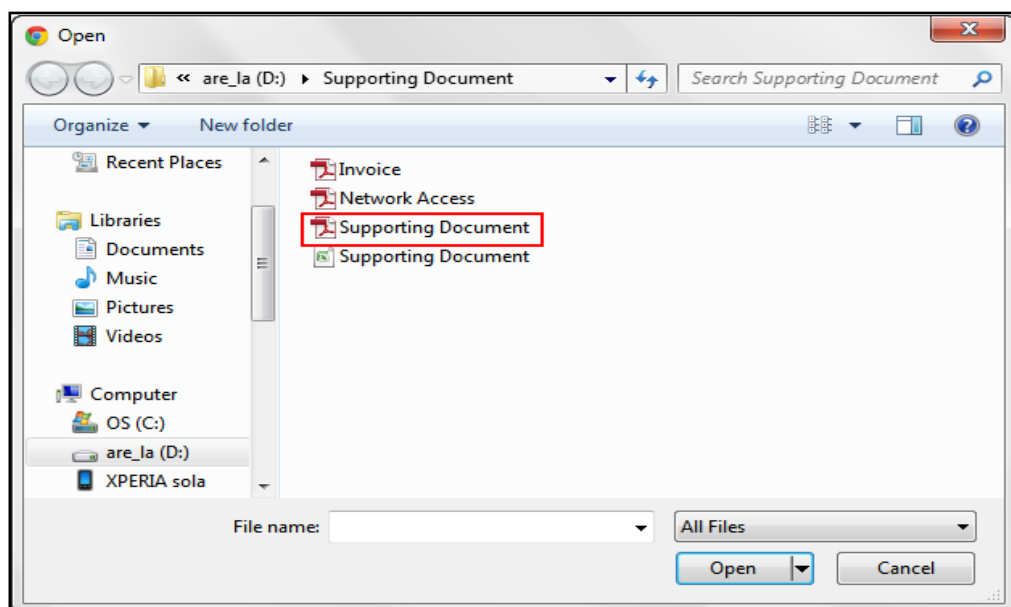 Open
« are_la (D:) ▸ Supporting Document
Search Supporting Document
Organize New folder
Recent Places
Libraries
Documents
Music
Pictures
Videos
Computer
OS (C:)
are_la (D:)
XPERIA sola
Invoice
Network Access
Supporting Document
Supporting Document
File name:
All Files
Open
Cancel